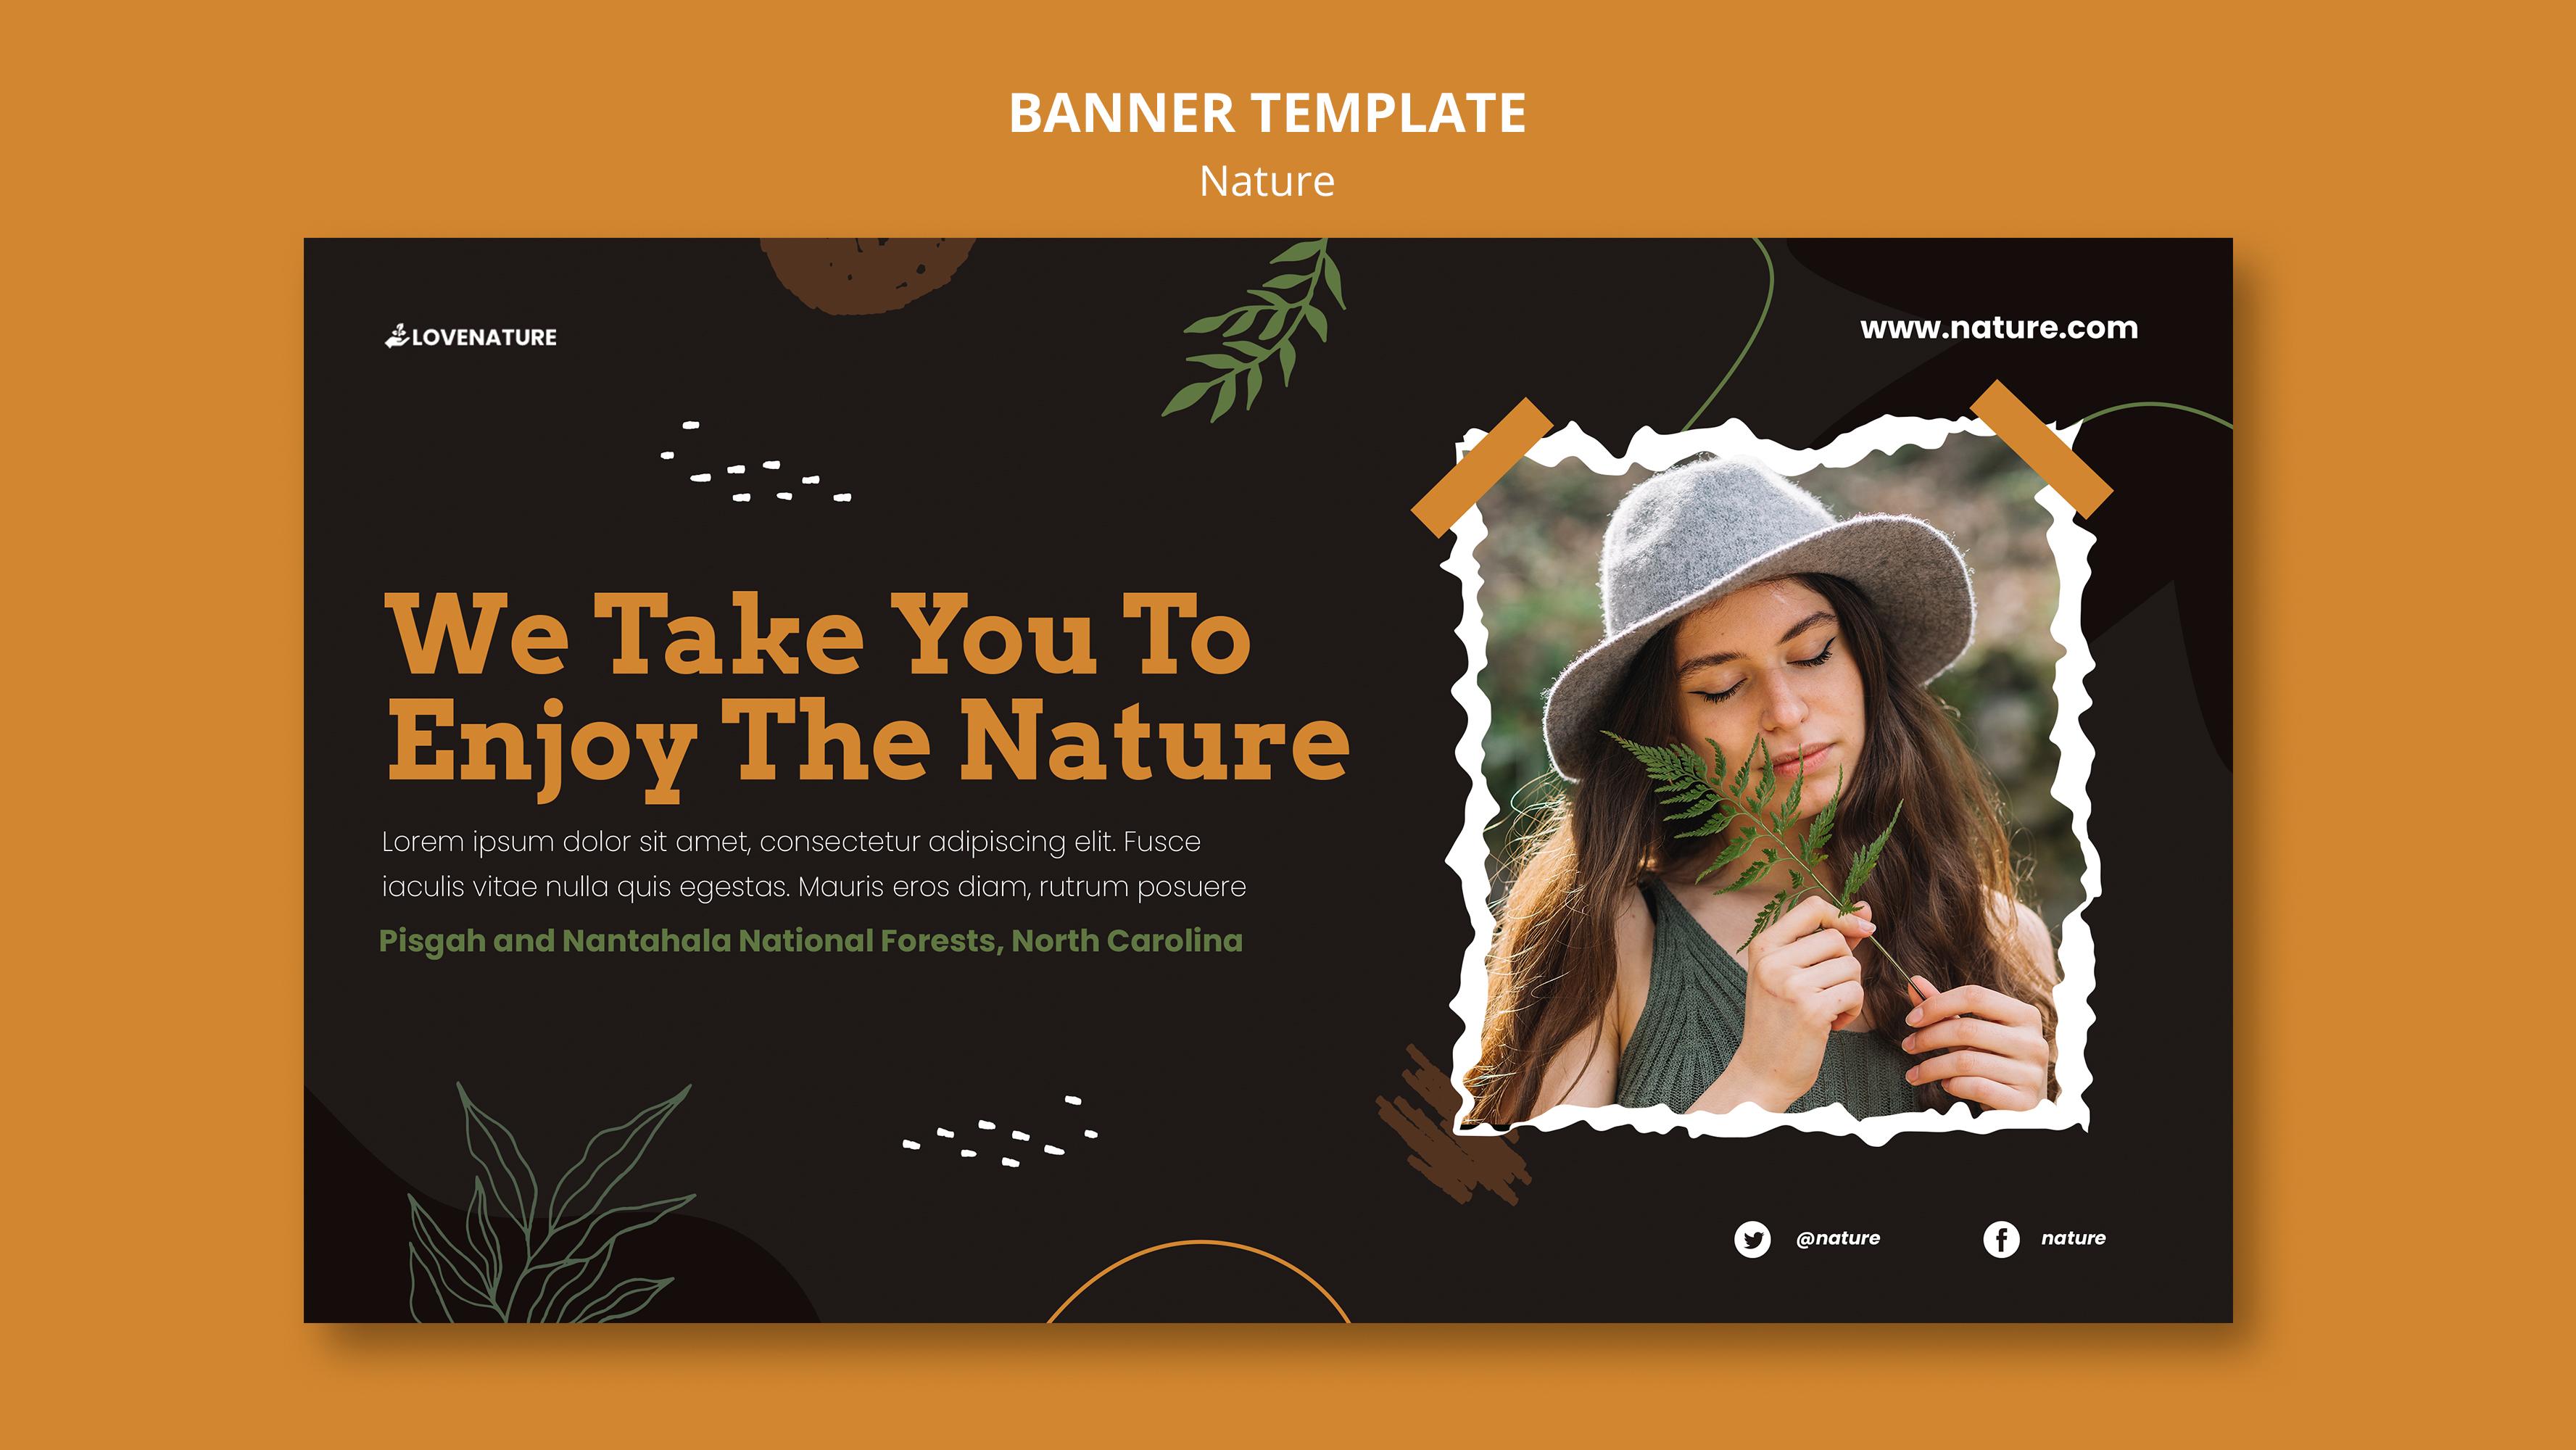 BANNER TEMPLATE
Nature
LOVENATURE
www.nature.com
We Take You To
Enjoy The Nature
Lorem ipsum dolor sit amet, consectetur adipiscing elit. Fusce
iaculis vitae nulla quis egestas. Mauris eros diam, rutrum posuere
Pisgah and Nantahala National Forests, North Carolina
@nature
nature